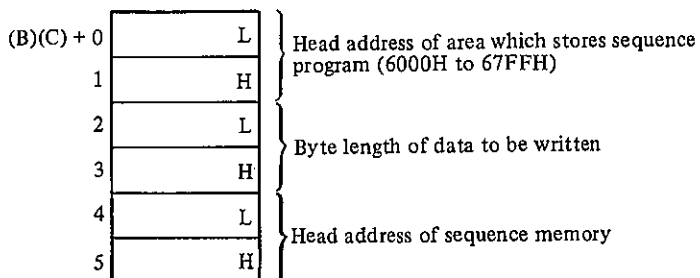 (B)(C) + 0 L
Head address of area which stores sequence
program (6000H to 67FFH)
1 H
2 L
Byte length of data to be written
3 H
4 L
Head address of sequence memory
5 H